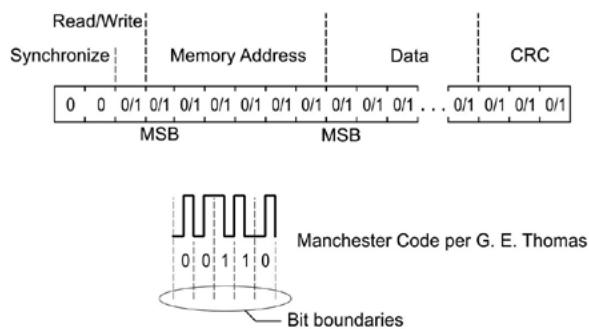 Read/Write
Synchronize Memory Address Data CRC
0 0 0/1 0/1 0/1 0/1 0/1 0/1 0/1 0/1 0/1 0/1 . . . 0/1 0/1 0/1 0/1
MSB MSB
Manchester Code per G. E. Thomas
0 0 1 1 0
Bit boundaries